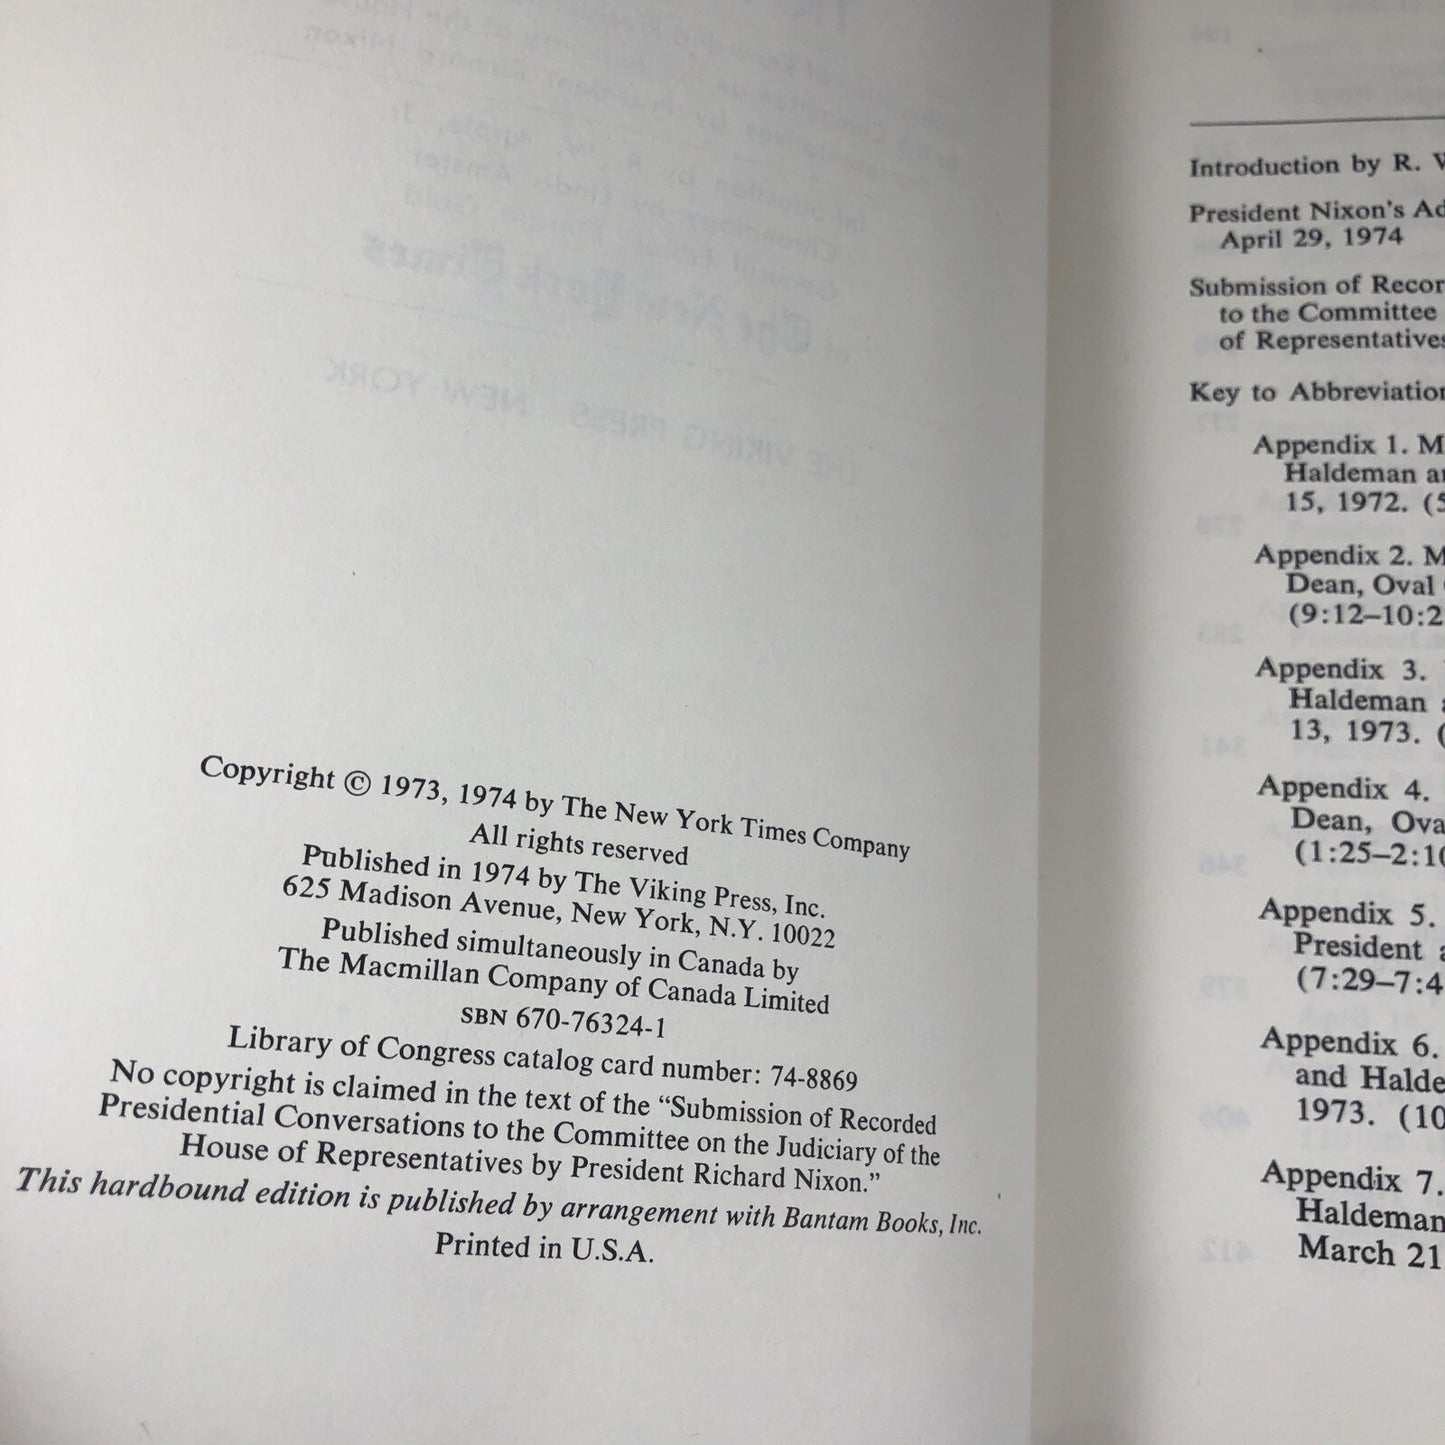 Copyright © 1973, 1974 by The New York Times Company
All rights reserved
Published in 1974 by The Viking Press, Inc.
625 Madison Avenue, New York, N.Y. 10022
Published simultaneously in Canada by
The Macmillan Company of Canada Limited
SBN 670-76324-1
Library of Congress catalog card number: 74-8869
No copyright is claimed in the text of the “Submission of Recorded
Presidential Conversations to the Committee on the Judiciary of the
House of Representatives by President Richard Nixon.”
This hardbound edition is published by arrangement with Bantam Books, Inc.
Printed in U.S.A.
Introduction by R.
President Nixon's
April 29, 1974
Submission of
to the Committee
of Representatives
Key to
Appendix 1.
Haldeman
15, 1972.
Appendix 2.
Dean, Oval
Appendix 3.
Haldeman
13, 1973.
Appendix 4.
Dean,
Appendix 5.
President
Appendix 6.
and
1973.
Appendix 7.
Haldeman
March 21